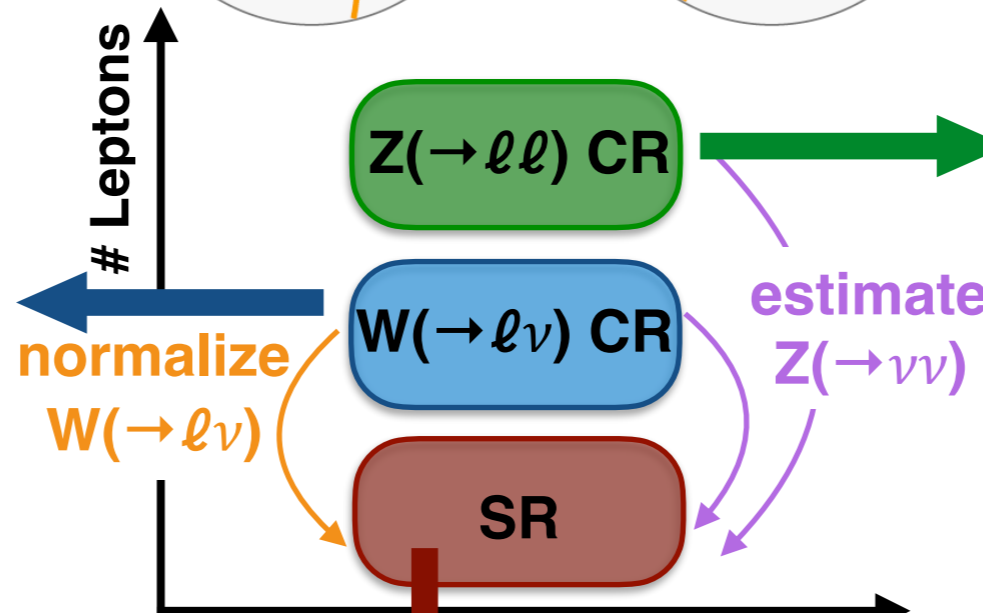 # Leptons
Z(→ℓℓ) CR
W(→ℓν) CR
normalize
W(→ℓν)
estimate
Z(→νν)
SR